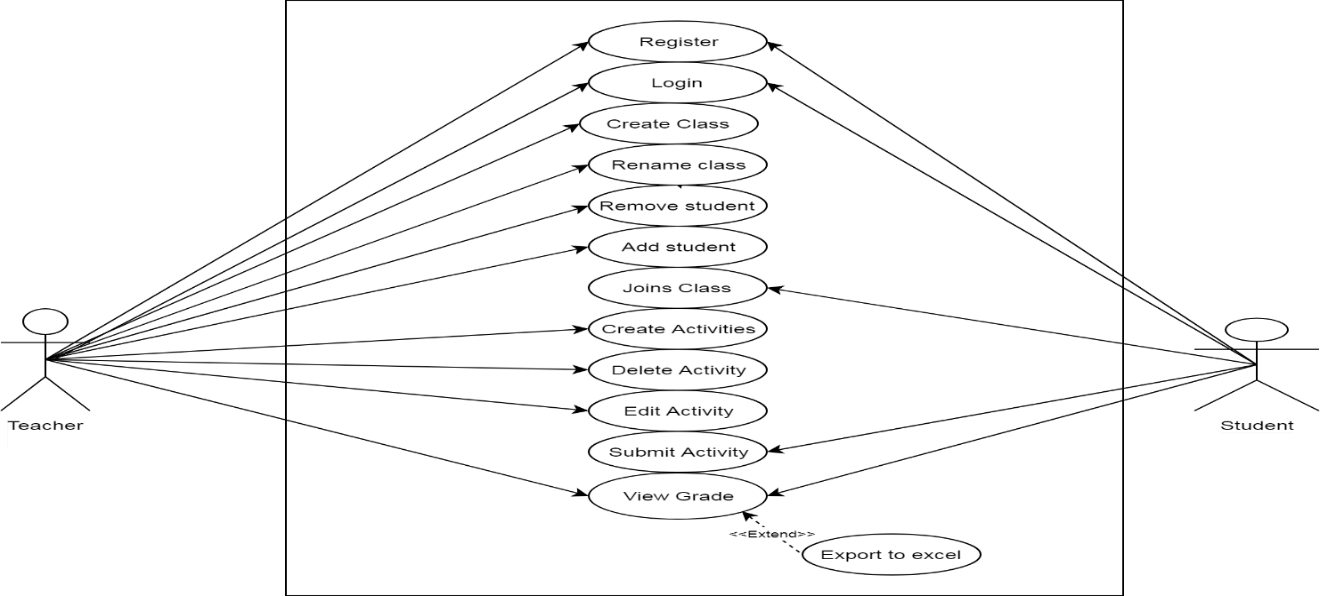 Register
Login
Create Class
Rename class
Remove student
Add student
Joins Class
Create Activities
Delete Activity
Edit Activity
Teacher
Student
Submit Activity
View Grade
<<Extend>>
Export to excel